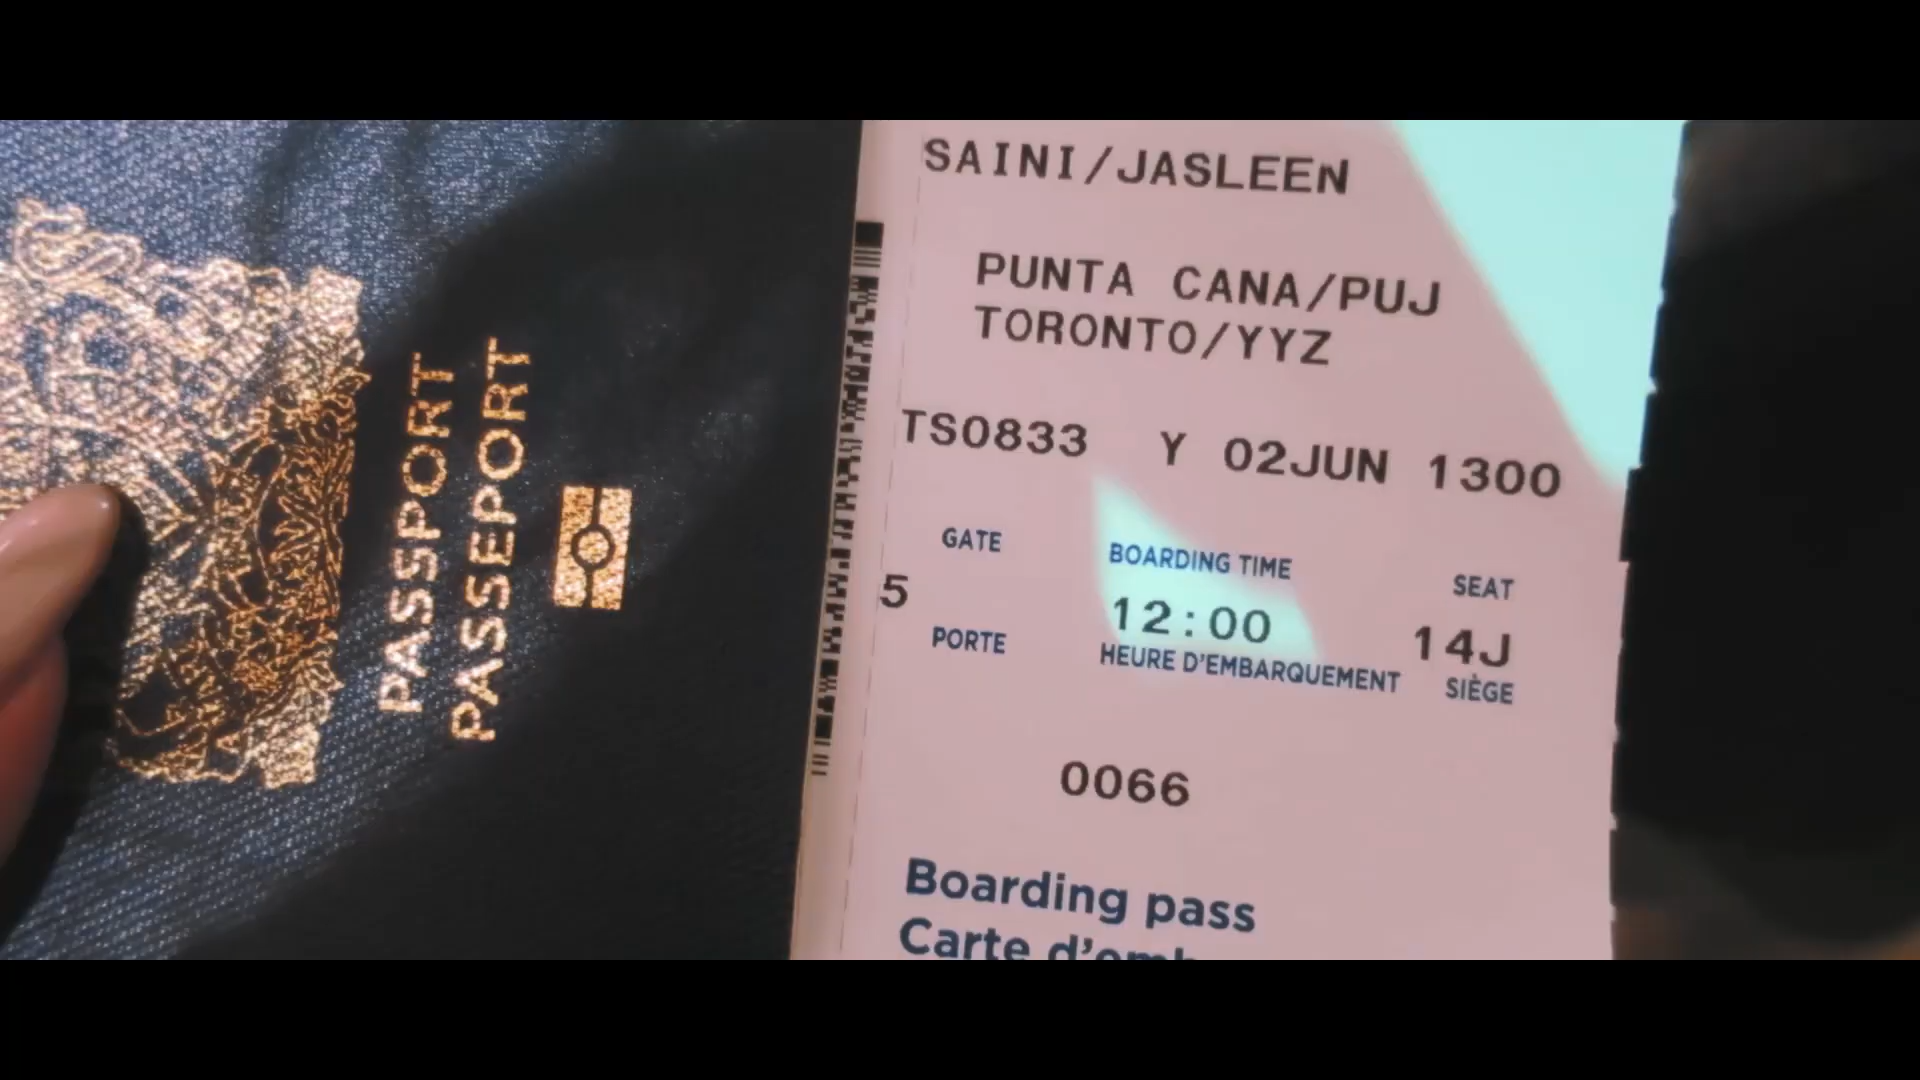 PASSPORT
PASSEPORT
SAINI/JASLEEN
PUNTA CANA/PUJ
TORONTO/YYZ
TS0833 Y 02JUN 1300
GATE BOARDING TIME SEAT
5 12:00 14J
PORTE HEURE D'EMBARQUEMENT SIÈGE
0066
Boarding pass
Carte